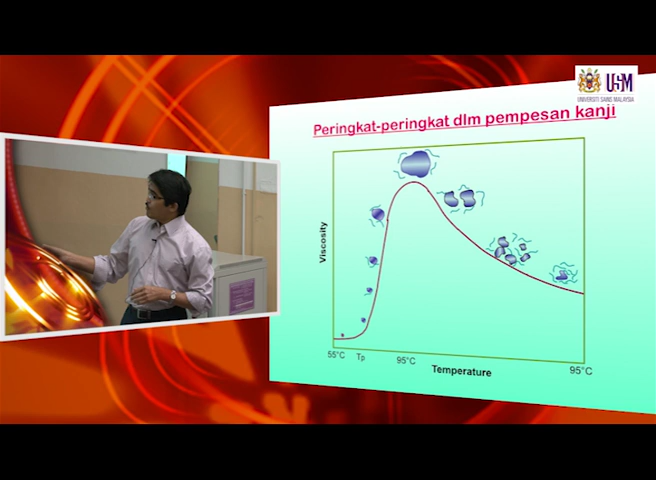 USM
UNIVERSITI SAINS MALAYSIA
Peringkat-peringkat dlm pempesan kanji
Viscosity
55°C Tp 95°C 95°C
Temperature